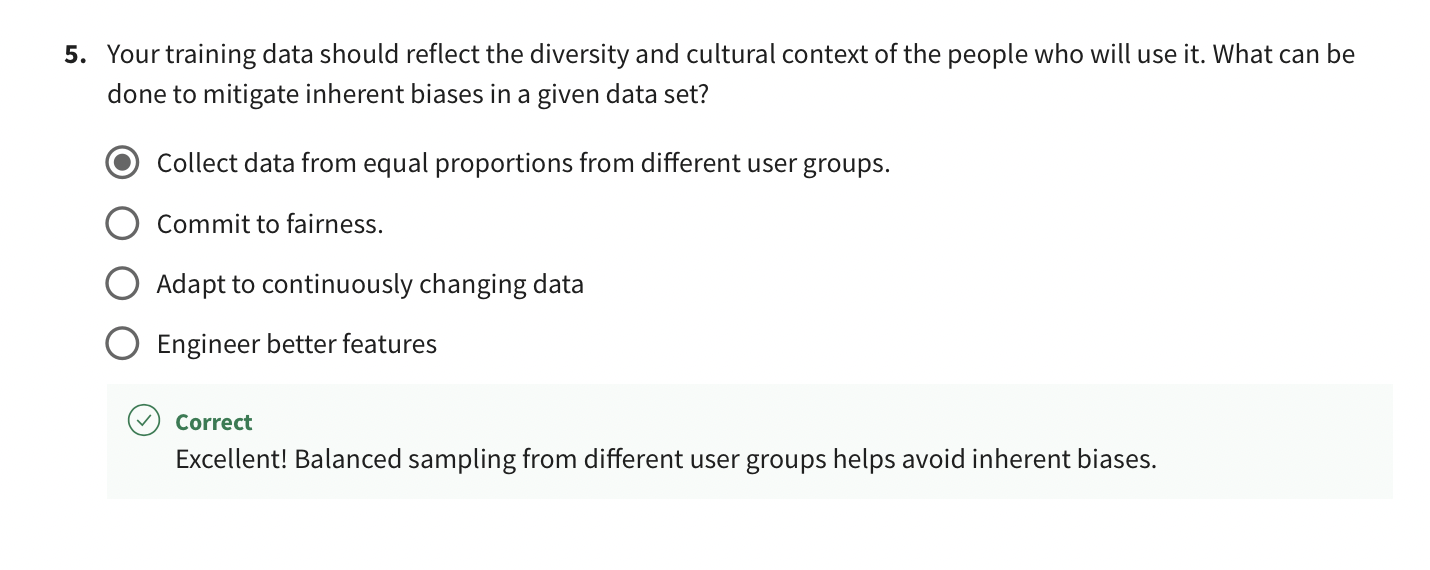 5. Your training data should reflect the diversity and cultural context of the people who will use it. What can be
done to mitigate inherent biases in a given data set?
Collect data from equal proportions from different user groups.
Commit to fairness.
Adapt to continuously changing data
Engineer better features
Correct
Excellent! Balanced sampling from different user groups helps avoid inherent biases.